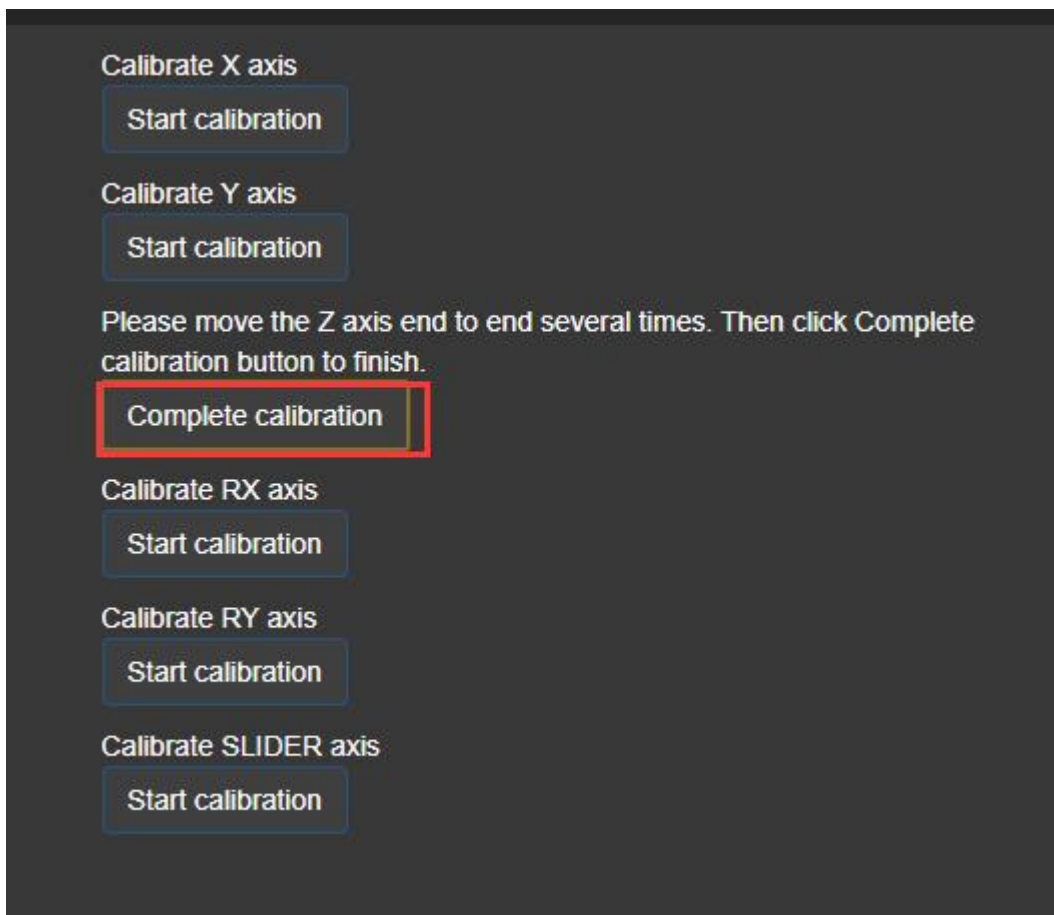 Calibrate X axis
Start calibration
Calibrate Y axis
Start calibration
Please move the Z axis end to end several times. Then click Complete
calibration button to finish.
Complete calibration
Calibrate RX axis
Start calibration
Calibrate RY axis
Start calibration
Calibrate SLIDER axis
Start calibration